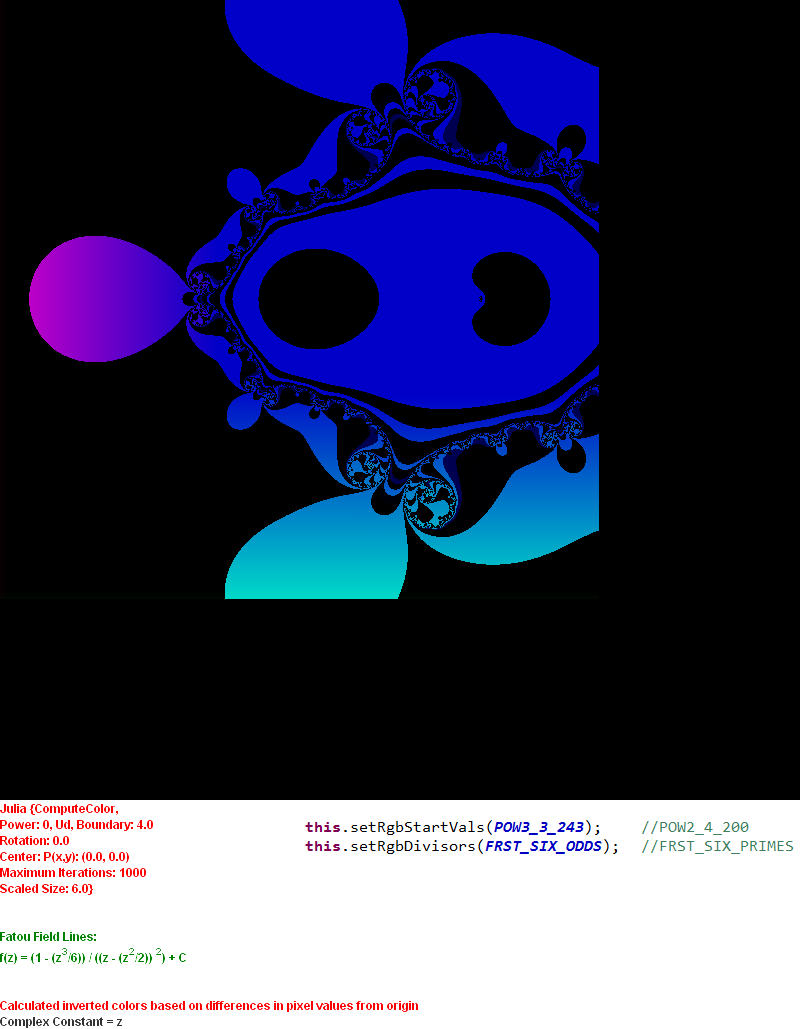 Julia {ComputeColor,
Power: 0, Ud, Boundary: 4.0
Rotation: 0.0
Center: P(x,y): (0.0, 0.0)
Maximum Iterations: 1000
Scaled Size: 6.0}
this.setRgbStartVals(POW3_3_243); //POW2_4_200
this.setRgbDivisors(FRST_SIX_ODDS); //FRST_SIX_PRIMES
Fatou Field Lines:
f(z) = (1 - (z^3/6)) / ((z - (z^2/2)) ^2) + C
Calculated inverted colors based on differences in pixel values from origin
Complex Constant = z